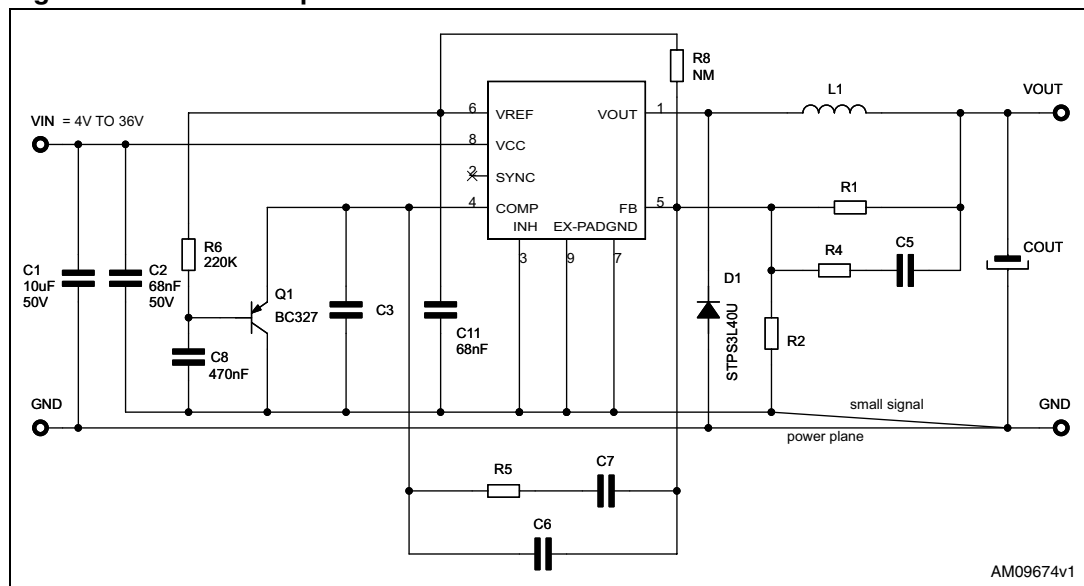 R8
NM
L1
VOUT
VIN = 4V TO 36V
6
VREF
VOUT
1
8
VCC
2
SYNC
4
COMP
FB
5
INH
EX-PADGND
3
9
7
R1
R4
C5
COUT
R6
220K
C1
10uF
50V
C2
68nF
50V
Q1
BC327
C3
C11
68nF
D1
STPS3L40U
R2
C8
470nF
small signal
GND
GND
power plane
R5
C7
C6
AM09674v1